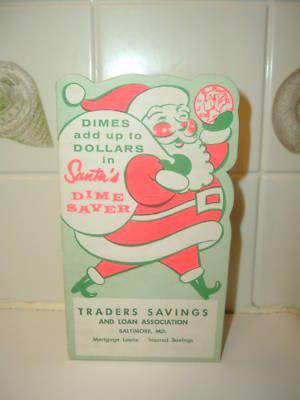 DIMES
add up to
DOLLARS
in
Santa's
DIME
SAVER
TRADERS SAVINGS
AND LOAN ASSOCIATION
BALTIMORE, MD.
Mortgage Loans Insured Savings